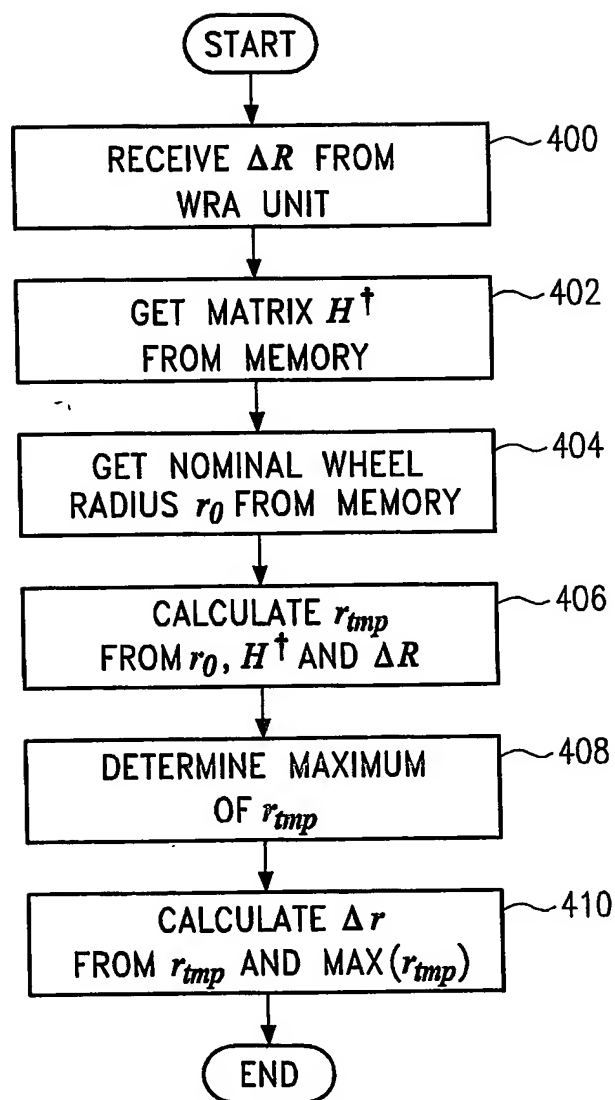 START
RECEIVE ΔR FROM
WRA UNIT
400
GET MATRIX H†
FROM MEMORY
402
GET NOMINAL WHEEL
RADIUS r0 FROM MEMORY
404
CALCULATE rtmp
FROM r0, H† AND ΔR
406
DETERMINE MAXIMUM
OF rtmp
408
CALCULATE Δr
FROM rtmp AND MAX(rtmp)
410
END